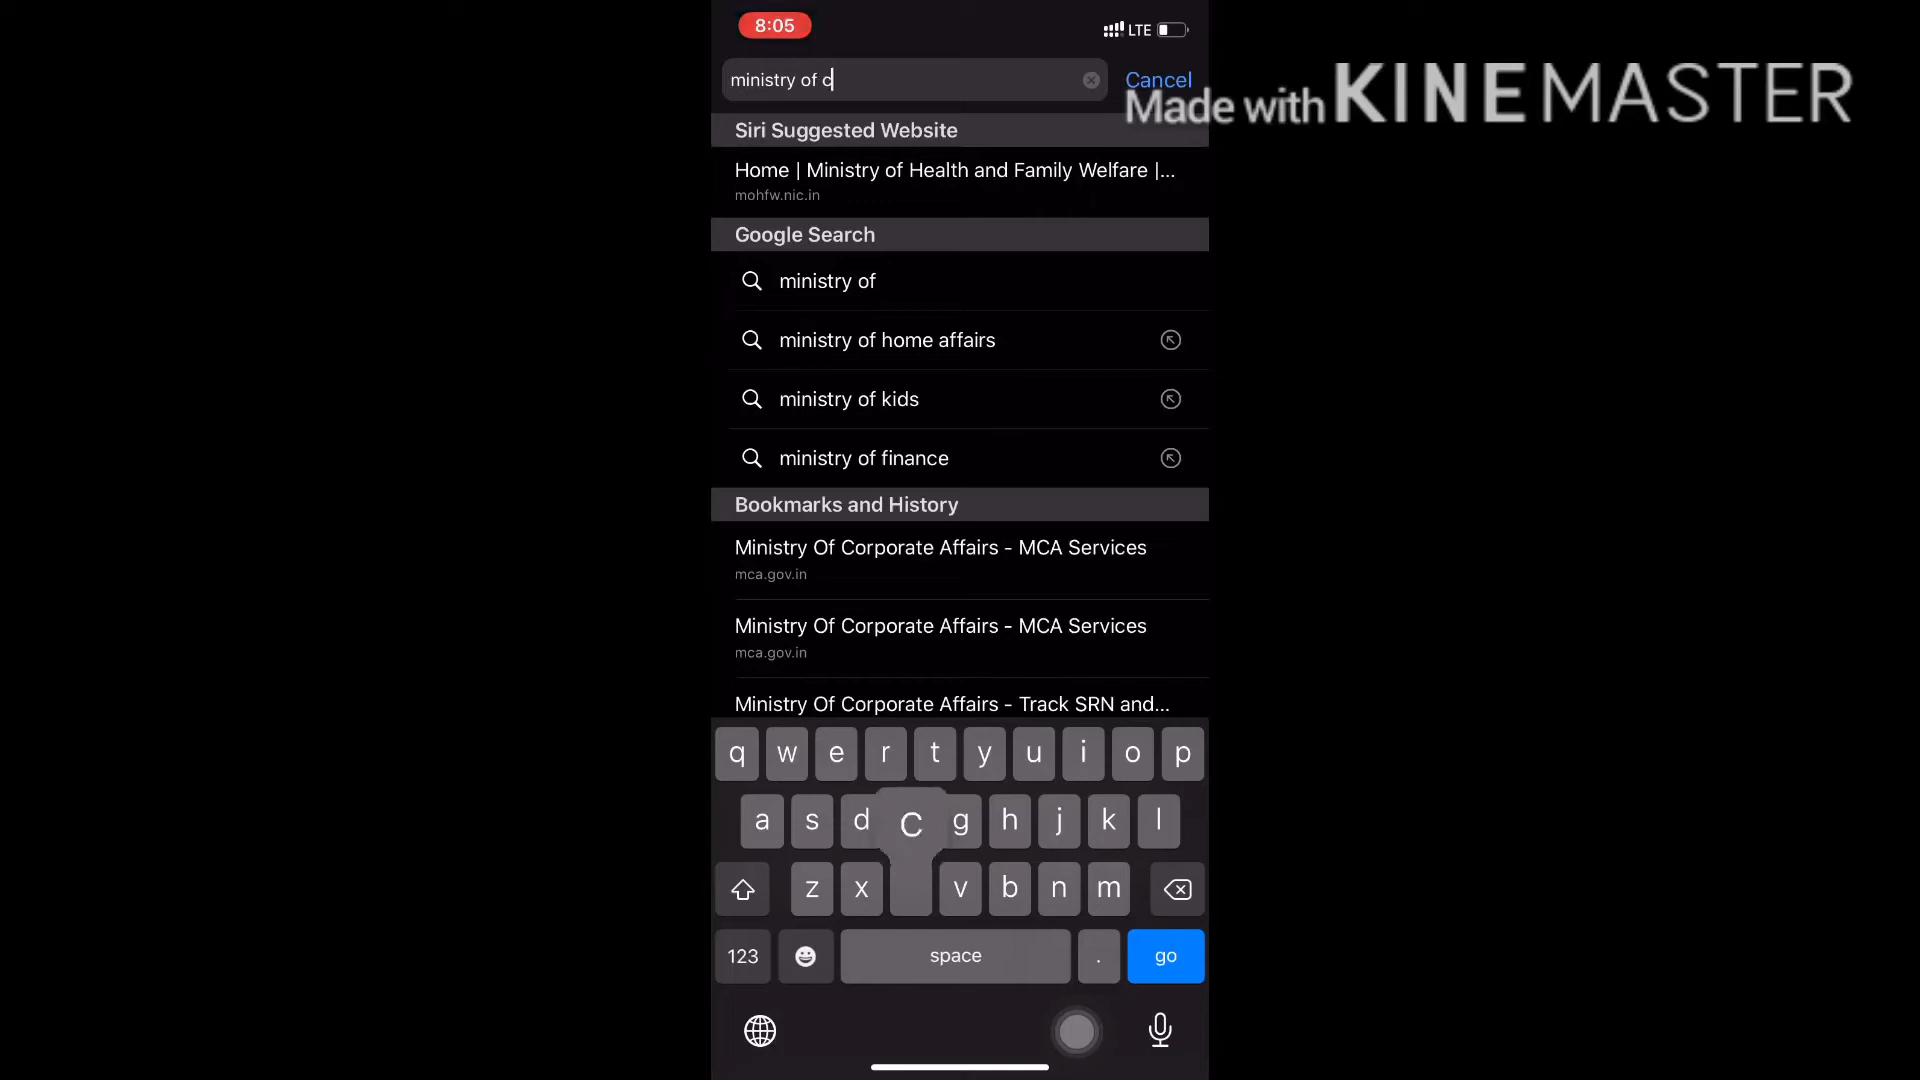 8:05
LTE
ministry of c
Cancel
Made with KINEMASTER
Siri Suggested Website
Home | Ministry of Health and Family Welfare |...
mohfw.nic.in
Google Search
ministry of
ministry of home affairs
ministry of kids
ministry of finance
Bookmarks and History
Ministry Of Corporate Affairs - MCA Services
mca.gov.in
Ministry Of Corporate Affairs - MCA Services
mca.gov.in
Ministry Of Corporate Affairs - Track SRN and...
q w e r t y u i o p
a s d c g h j k l
z x v b n m
123 space . go